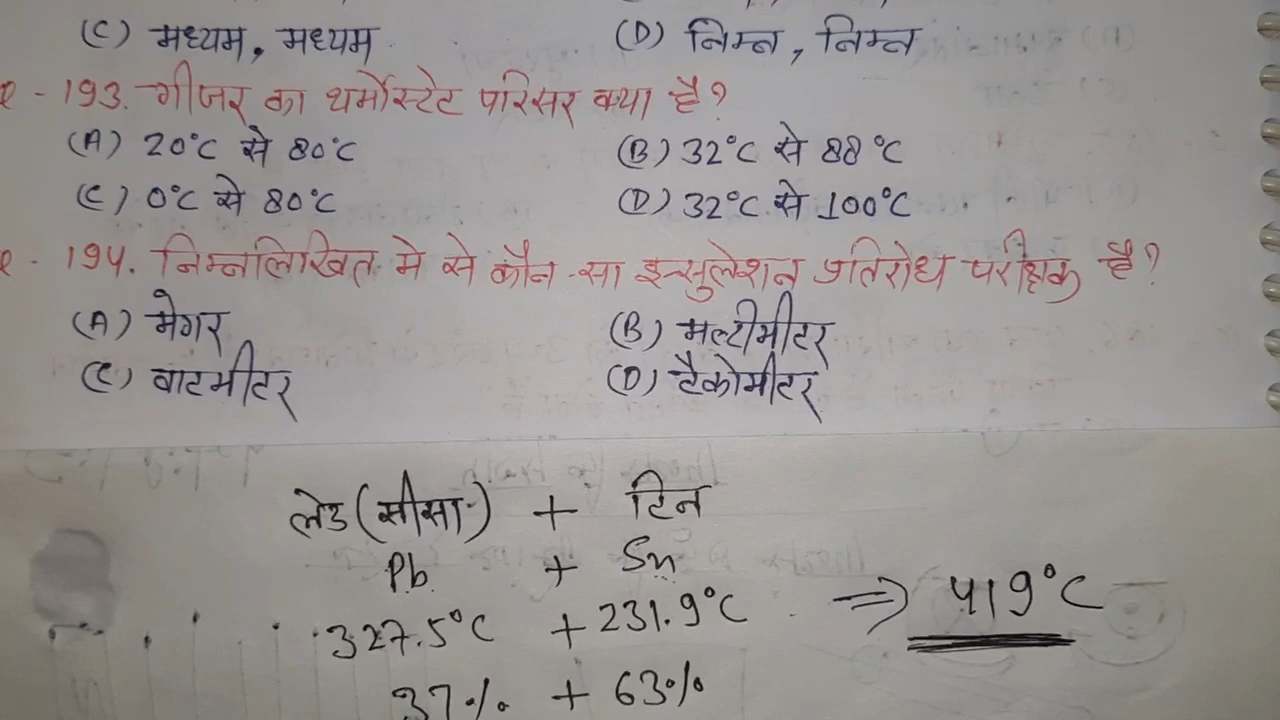 (C) मध्यम, मध्यम (D) निम्न, निम्न
Q - 193. गीजर का थर्मोस्टेट परिसर क्या है?
(A) 20°C से 80°C (B) 32°C से 88°C
(C) 0°C से 80°C (D) 32°C से 100°C
Q - 194. निम्नलिखित मे से कौन सा इन्सुलेशन प्रतिरोध परीक्षक है?
(A) मेगर (B) मल्टीमीटर
(C) वाटमीटर (D) टैकोमीटर
लेड (सीसा) + टिन
Pb + Sn
327.5°C + 231.9°C ⇒ 419°C
37% + 63%